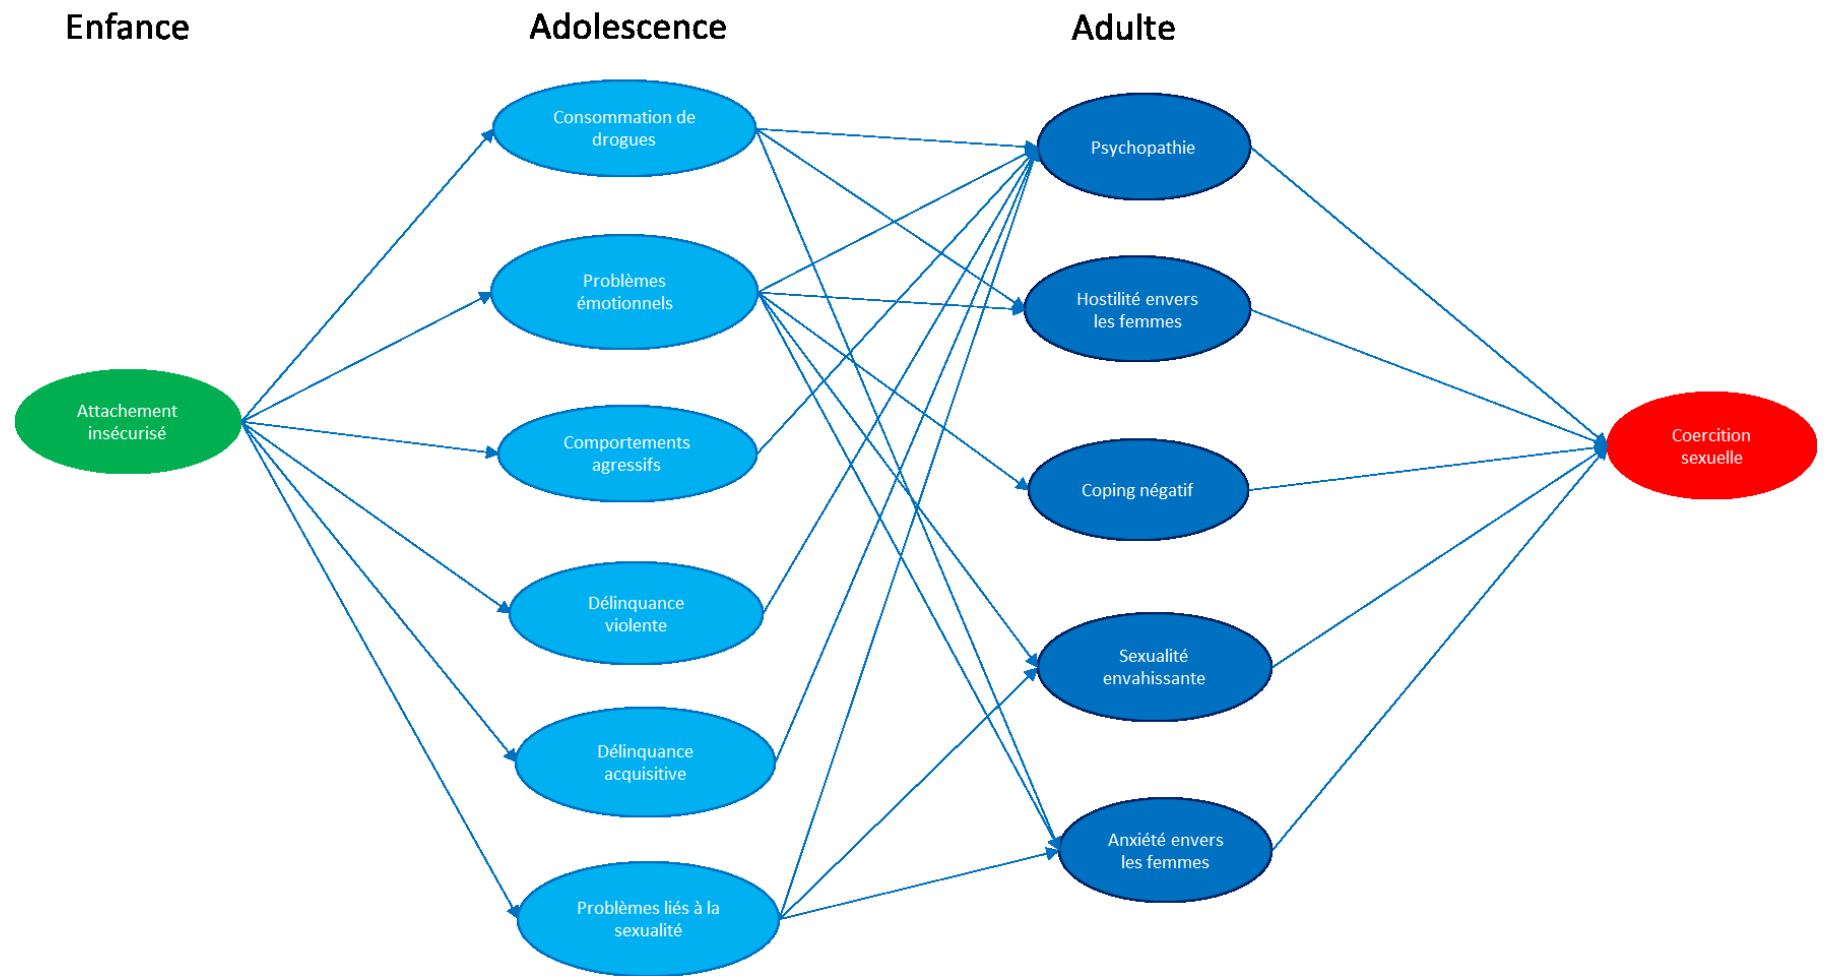 Enfance
Adolescence
Adulte
Consommation de
drogues
Problèmes
émotionnels
Comportements
agressifs
Délinquance
violente
Délinquance
acquisitive
Problèmes liés à la
sexualité
Attachement
insécurisé
Psychopathie
Hostilité envers
les femmes
Coping négatif
Sexualité
envahissante
Anxiété envers
les femmes
Coercition
sexuelle